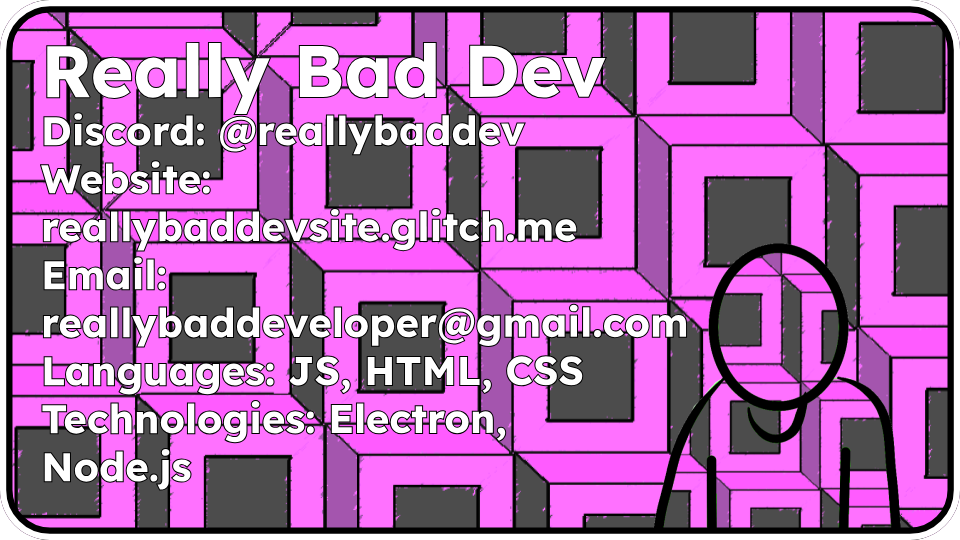 Really Bad Dev
Discord: @reallybaddev
Website:
reallybaddevsite.glitch.me
Email:
reallybaddeveloper@gmail.com
Languages: JS, HTML, CSS
Technologies: Electron,
Node.js